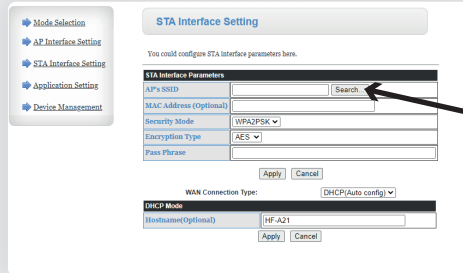 Mode Selection
AP Interface Setting
STA Interface Setting
Application Setting
Device Management
STA Interface Setting
You could configure STA interface parameters here.
STA Interface Parameters
AP's SSID Search...
MAC Address (Optional)
Security Mode WPA2PSK
Encryption Type AES
Pass Phrase
Apply Cancel
WAN Connection Type: DHCP(Auto config)
DHCP Mode
Hostname(Optional) HF-A21
Apply Cancel